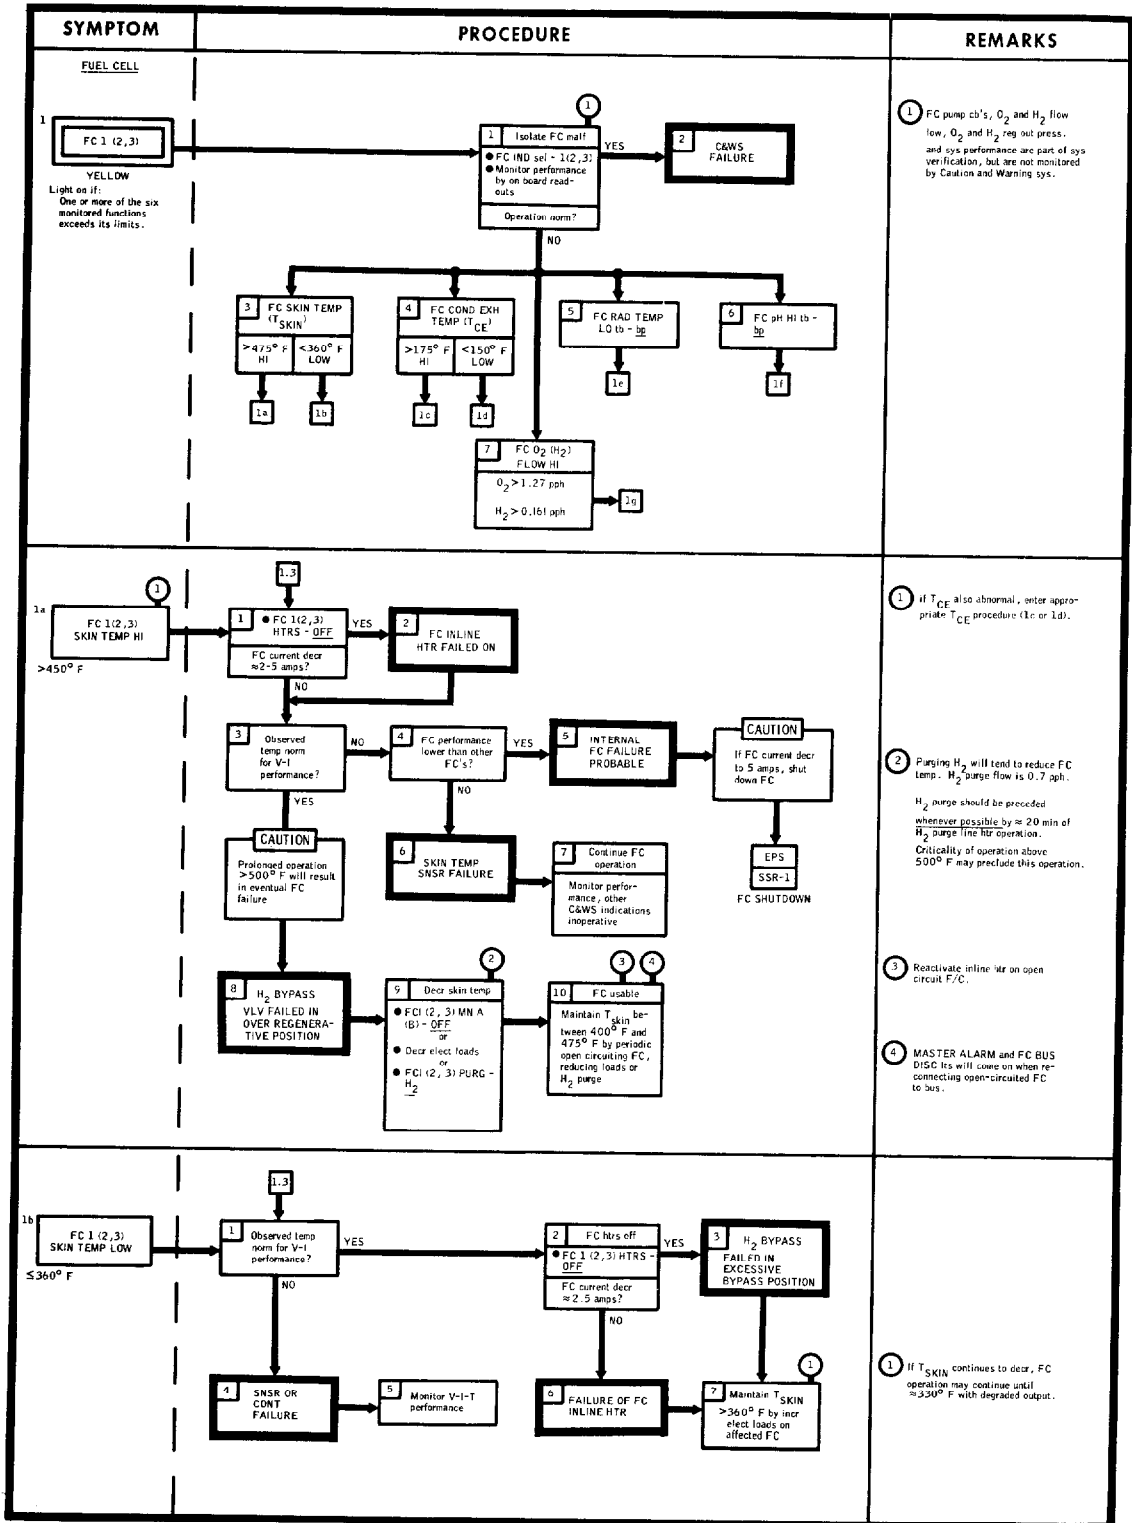 SYMPTOM
PROCEDURE
REMARKS
FUEL CELL
1
FC 1 (2,3)
YELLOW
Light on if:
One or more of the six
monitored functions
exceeds its limits.
1
1 Isolate FC malf
● FC IND sel - 1(2,3)
● Monitor performance
by on board read-
outs
Operation norm?
YES
2 C&WS
FAILURE
NO
3 FC SKIN TEMP
(T SKIN)
>475° F
HI
<360° F
LOW
1a
1b
4 FC COND EXH
TEMP (T CE)
>175° F
HI
<150° F
LOW
1c
1d
5 FC RAD TEMP
LO tb - bp
1e
6 FC pH HI tb -
bp
1f
7 FC O2 (H2)
FLOW HI
O2 > 1.27 pph
H2 > 0.161 pph
1g
1 FC pump cb's, O2 and H2 flow
low, O2 and H2 reg out press.
and sys performance are part of sys
verification, but are not monitored
by Caution and Warning sys.
1a
1
FC 1(2,3)
SKIN TEMP HI
>450° F
1.3
1 ● FC 1(2,3)
HTRS - OFF
FC current decr
≈2-5 amps?
YES
2 FC INLINE
HTR FAILED ON
NO
3 Observed
temp norm
for V-I
performance?
NO
4 FC performance
lower than other
FC's?
YES
5 INTERNAL
FC FAILURE
PROBABLE
CAUTION
If FC current decr
to 5 amps, shut
down FC
EPS
SSR-1
FC SHUTDOWN
YES
CAUTION
Prolonged operation
>500° F will result
in eventual FC
failure
NO
6 SKIN TEMP
SNSR FAILURE
7 Continue FC
operation
Monitor perfor-
mance, other
C&WS indications
inoperative
8 H2 BYPASS
VLV FAILED IN
OVER REGENERA-
TIVE POSITION
2
9 Decr skin temp
● FC1 (2, 3) MN A
(B) - OFF
or
● Decr elect loads
or
● FC1 (2, 3) PURG -
H2
3
4
10 FC usable
Maintain T skin be-
tween 400° F and
475° F by periodic
open circuiting FC,
reducing loads or
H2 purge
1 if T CE also abnormal, enter appro-
priate T CE procedure (1c or 1d).
2 Purging H2 will tend to reduce FC
temp. H2 purge flow is 0.7 pph.
H2 purge should be preceded
whenever possible by ≈ 20 min of
H2 purge line htr operation.
Criticality of operation above
500° F may preclude this operation.
3 Reactivate inline htr on open
circuit F/C.
4 MASTER ALARM and FC BUS
DISC lts will come on when re-
connecting open-circuited FC
to bus.
1b
FC 1 (2,3)
SKIN TEMP LOW
≤360° F
1.3
1 Observed temp
norm for V-I
performance?
YES
2 FC htrs off
● FC 1 (2,3) HTRS -
OFF
FC current decr
≈2.5 amps?
YES
3 H2 BYPASS
FAILED IN
EXCESSIVE
BYPASS POSITION
NO
4 SNSR OR
CONT
FAILURE
5 Monitor V-I-T
performance
NO
6 FAILURE OF FC
INLINE HTR
1
7 Maintain T SKIN
>360° F by incr
elect loads on
affected FC
1 If T SKIN continues to decr, FC
operation may continue until
≈330° F with degraded output.